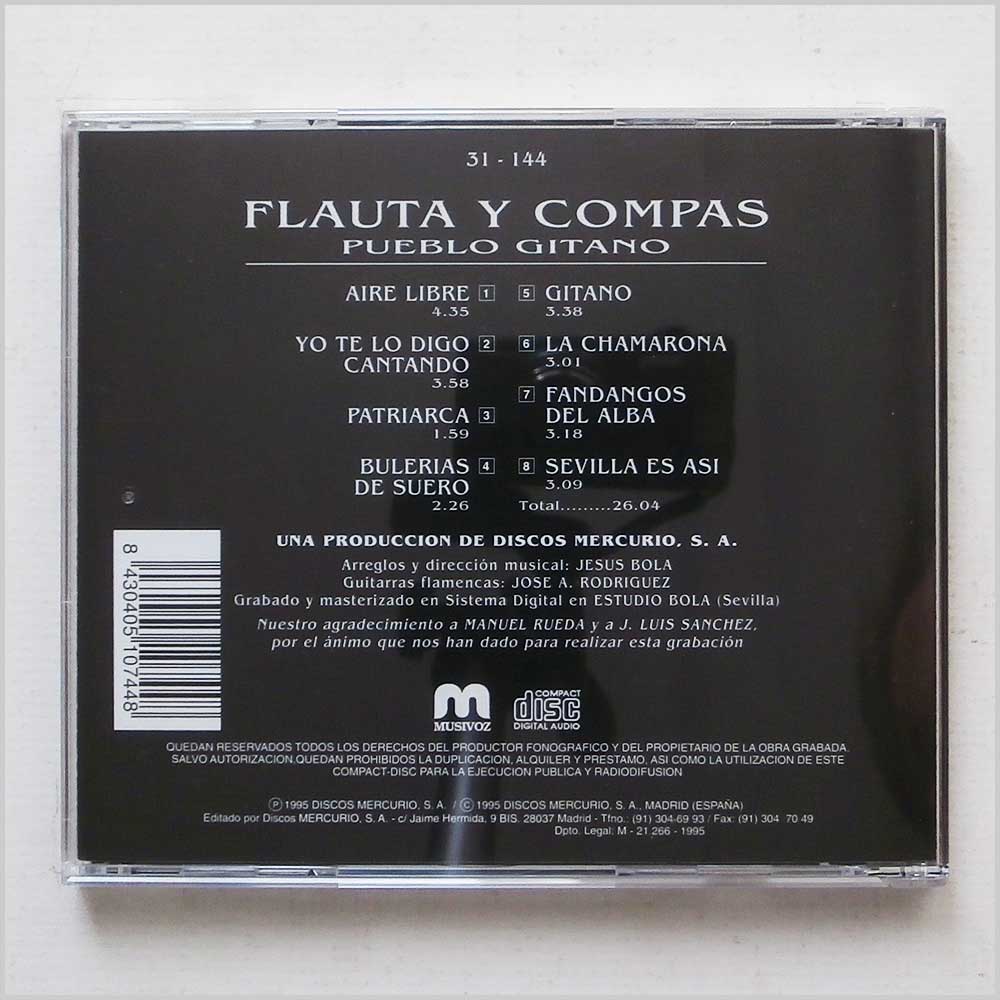 31 - 144
FLAUTA Y COMPAS
PUEBLO GITANO
AIRE LIBRE 1
4.35
YO TE LO DIGO 2
CANTANDO
3.58
PATRIARCA 3
1.59
BULERIAS 4
DE SUERO
2.26
5 GITANO
3.38
6 LA CHAMARONA
3.01
7 FANDANGOS
DEL ALBA
3.18
8 SEVILLA ES ASI
3.09
Total.........26.04
UNA PRODUCCION DE DISCOS MERCURIO, S. A.
Arreglos y dirección musical: JESUS BOLA
Guitarras flamencas: JOSE A. RODRIGUEZ
Grabado y masterizado en Sistema Digital en ESTUDIO BOLA (Sevilla)
Nuestro agradecimiento a MANUEL RUEDA y a J. LUIS SANCHEZ,
por el ánimo que nos han dado para realizar esta grabación
8 430405 107448
m
MUSIVOZ
COMPACT
disc
DIGITAL AUDIO
QUEDAN RESERVADOS TODOS LOS DERECHOS DEL PRODUCTOR FONOGRAFICO Y DEL PROPIETARIO DE LA OBRA GRABADA.
SALVO AUTORIZACION.QUEDAN PROHIBIDOS LA DUPLICACION, ALQUILER Y PRESTAMO, ASI COMO LA UTILIZACION DE ESTE
COMPACT-DISC PARA LA EJECUCION PUBLICA Y RADIODIFUSION
Ⓟ 1995 DISCOS MERCURIO, S. A. / Ⓒ 1995 DISCOS MERCURIO, S. A., MADRID (ESPAÑA)
Editado por Discos MERCURIO, S. A. - c/ Jaime Hermida, 9 BIS. 28037 Madrid - Tfno.: (91) 304-69 93 / Fax: (91) 304 70 49
Dpto. Legal: M - 21.266 - 1995